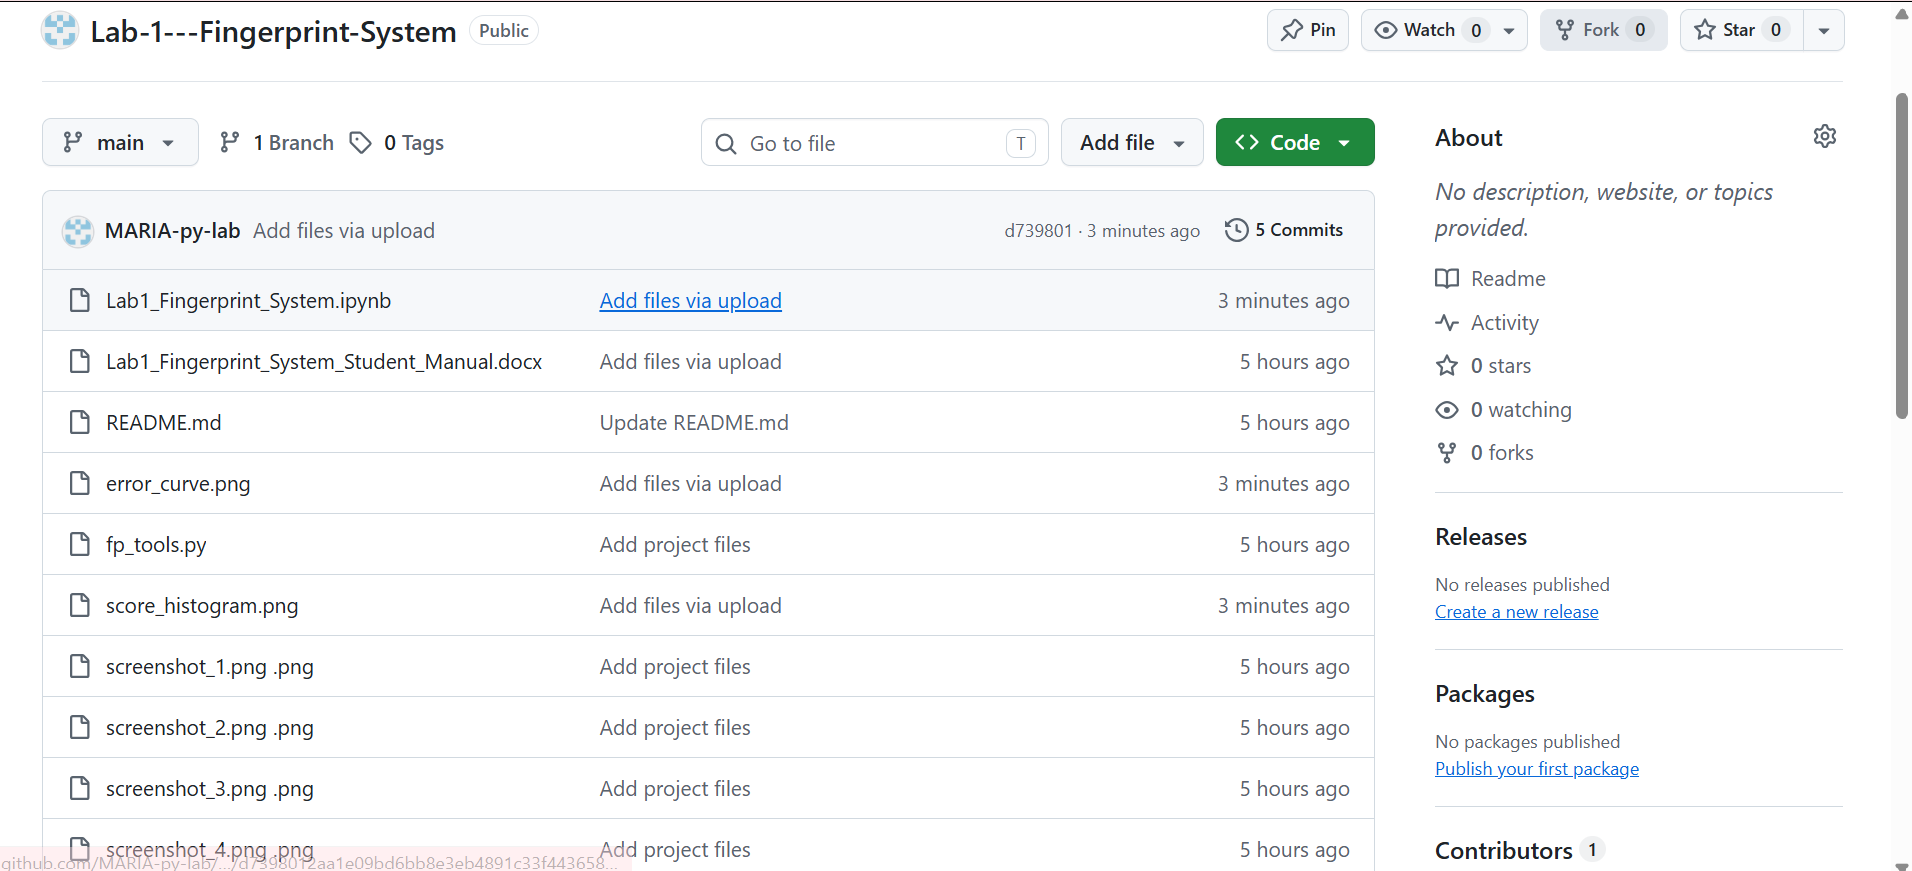 Lab-1---Fingerprint-System Public
Pin
Watch 0
Fork 0
Star 0
main
1 Branch
0 Tags
Go to file T
Add file
<> Code
MARIA-py-lab Add files via upload
d739801 · 3 minutes ago
5 Commits
Lab1_Fingerprint_System.ipynb Add files via upload 3 minutes ago
Lab1_Fingerprint_System_Student_Manual.docx Add files via upload 5 hours ago
README.md Update README.md 5 hours ago
error_curve.png Add files via upload 3 minutes ago
fp_tools.py Add project files 5 hours ago
score_histogram.png Add files via upload 3 minutes ago
screenshot_1.png .png Add project files 5 hours ago
screenshot_2.png .png Add project files 5 hours ago
screenshot_3.png .png Add project files 5 hours ago
screenshot_4.png .png Add project files 5 hours ago
github.com/MARIA-py-lab/.../d7398012aa1e09bd6bb8e3eb4891c33f443658...
About
No description, website, or topics
provided.
Readme
Activity
0 stars
0 watching
0 forks
Releases
No releases published
Create a new release
Packages
No packages published
Publish your first package
Contributors 1